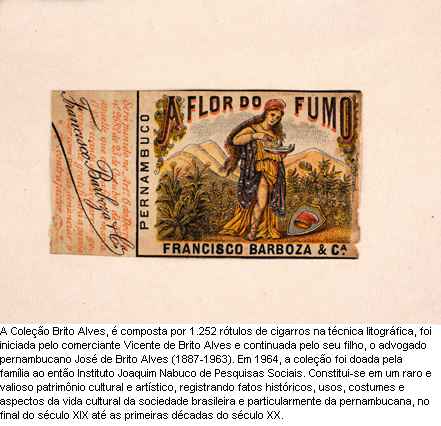 A FLOR DO FUMO
PERNAMBUCO
Francisco Barboza & Cª
FRANCISCO BARBOZA & Cª
A Coleção Brito Alves, é composta por 1.252 rótulos de cigarros na técnica litográfica, foi
iniciada pelo comerciante Vicente de Brito Alves e continuada pelo seu filho, o advogado
pernambucano José de Brito Alves (1887-1963). Em 1964, a coleção foi doada pela
família ao então Instituto Joaquim Nabuco de Pesquisas Sociais. Constitui-se em um raro e
valioso patrimônio cultural e artístico, registrando fatos históricos, usos, costumes e
aspectos da vida cultural da sociedade brasileira e particularmente da pernambucana, no
final do século XIX até as primeiras décadas do século XX.